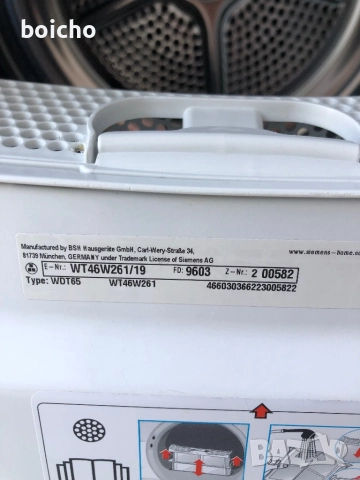 boicho
Manufactured by BSH Hausgeräte GmbH, Carl-Wery-Straße 34,
81739 München, GERMANY under Trademark License of Siemens AG
www.siemens-home.
E-Nr.: WT46W261/19 FD: 9603 Z-Nr.: 2 00582
Type: WDT65 WT46W261 466030366223005822
BAZAR